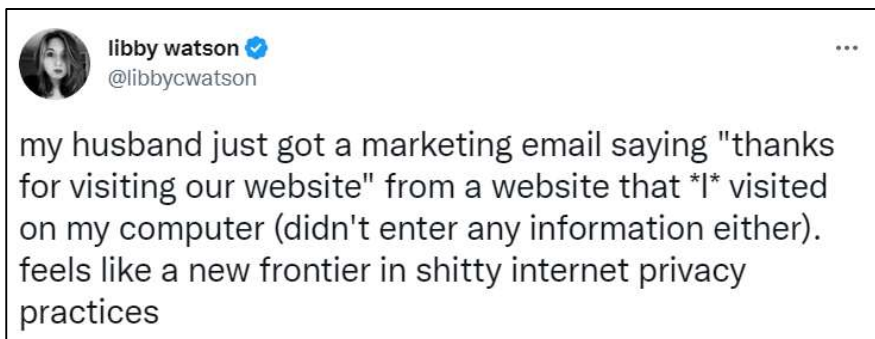 libby watson
@libbycwatson
my husband just got a marketing email saying "thanks
for visiting our website" from a website that *I* visited
on my computer (didn't enter any information either).
feels like a new frontier in shitty internet privacy
practices